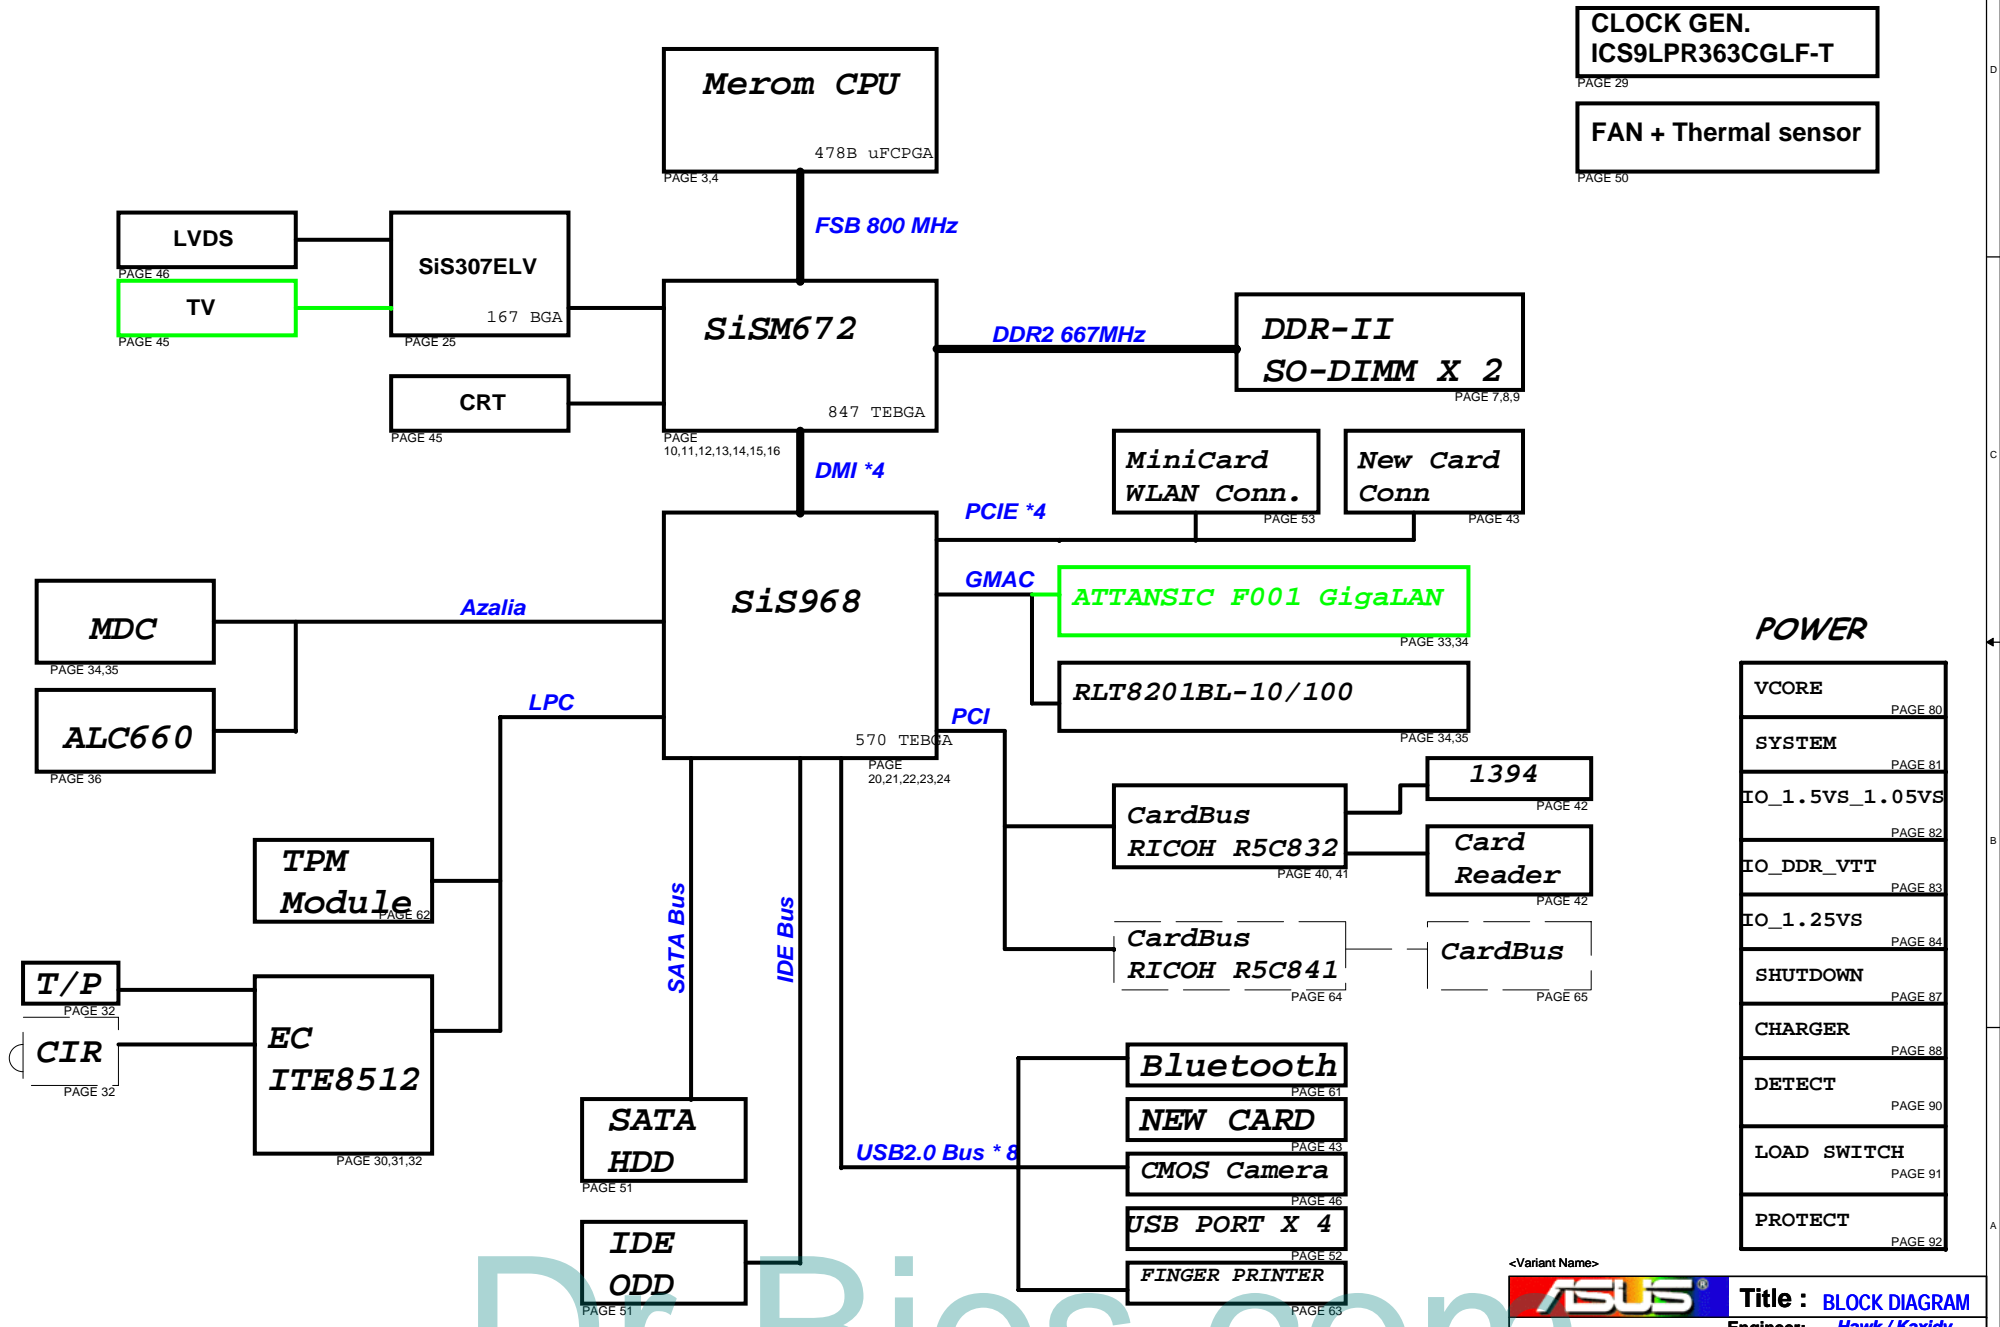 CLOCK GEN.
ICS9LPR363CGLF-T
PAGE 29
FAN + Thermal sensor
PAGE 50
Merom CPU
478B uFCPGA
PAGE 3,4
FSB 800 MHz
LVDS
PAGE 46
TV
PAGE 45
SiS307ELV
167 BGA
PAGE 25
CRT
PAGE 45
SiSM672
847 TEBGA
PAGE
10,11,12,13,14,15,16
DDR2 667MHz
DDR-II
SO-DIMM X 2
PAGE 7,8,9
DMI *4
MiniCard
WLAN Conn.
PAGE 53
New Card
Conn
PAGE 43
PCIE *4
GMAC
ATTANSIC F001 GigaLAN
PAGE 33,34
RLT8201BL-10/100
PAGE 34,35
SiS968
570 TEBGA
PAGE
20,21,22,23,24
PCI
Azalia
MDC
PAGE 34,35
ALC660
PAGE 36
LPC
TPM
Module
PAGE 62
T/P
PAGE 32
CIR
PAGE 32
EC
ITE8512
PAGE 30,31,32
SATA Bus
IDE Bus
SATA
HDD
PAGE 51
IDE
ODD
PAGE 51
CardBus
RICOH R5C832
PAGE 40, 41
1394
PAGE 42
Card
Reader
PAGE 42
CardBus
RICOH R5C841
PAGE 64
CardBus
PAGE 65
USB2.0 Bus * 8
Bluetooth
PAGE 61
NEW CARD
PAGE 43
CMOS Camera
PAGE 46
USB PORT X 4
PAGE 52
FINGER PRINTER
PAGE 63
POWER
VCORE
PAGE 80
SYSTEM
PAGE 81
IO_1.5VS_1.05VS
PAGE 82
IO_DDR_VTT
PAGE 83
IO_1.25VS
PAGE 84
SHUTDOWN
PAGE 87
CHARGER
PAGE 88
DETECT
PAGE 90
LOAD SWITCH
PAGE 91
PROTECT
PAGE 92
D
C
B
A
<Variant Name>
ASUS®
Title : BLOCK DIAGRAM
Engineer: Hawk / Kaxidy
Dr-Bios.com